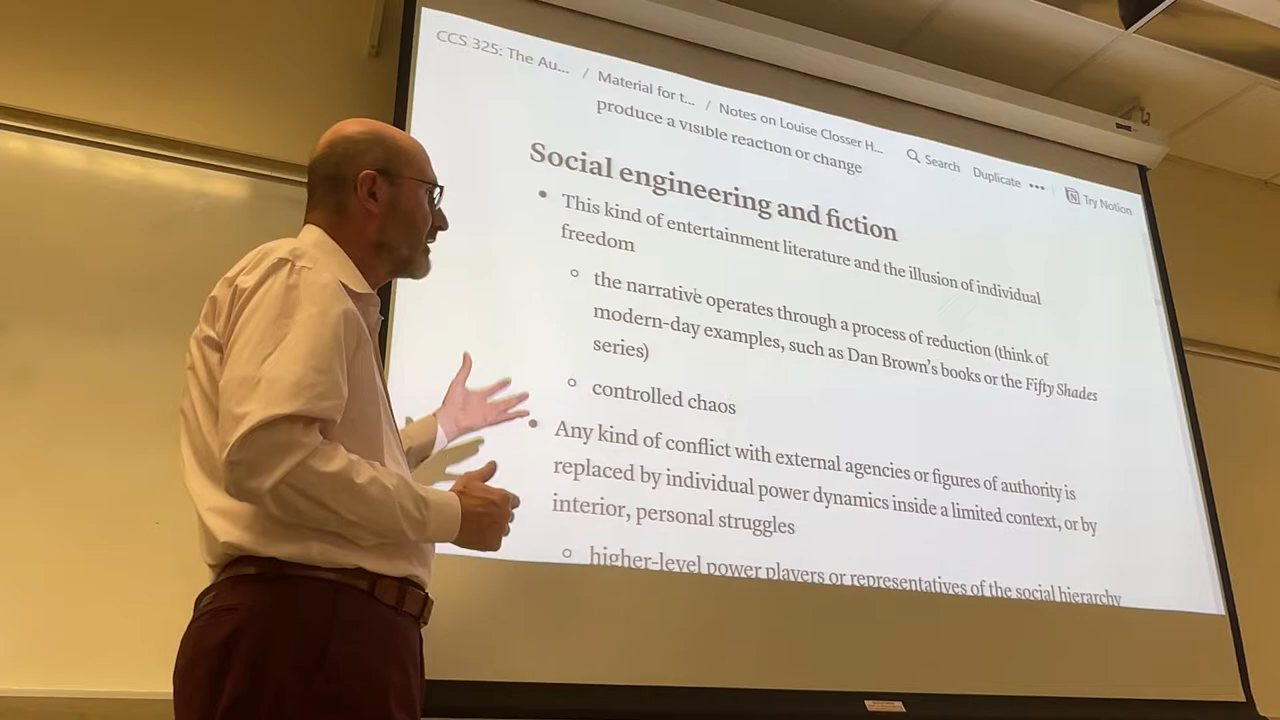 CCS 325: The Au... / Material for t... / Notes on Louise Closser H...
Search Duplicate ••• Try Notion
produce a visible reaction or change
Social engineering and fiction
• This kind of entertainment literature and the illusion of individual
freedom
◦ the narrative operates through a process of reduction (think of
modern-day examples, such as Dan Brown's books or the Fifty Shades
series)
◦ controlled chaos
• Any kind of conflict with external agencies or figures of authority is
replaced by individual power dynamics inside a limited context, or by
interior, personal struggles
◦ higher-level power players or representatives of the social hierarchy